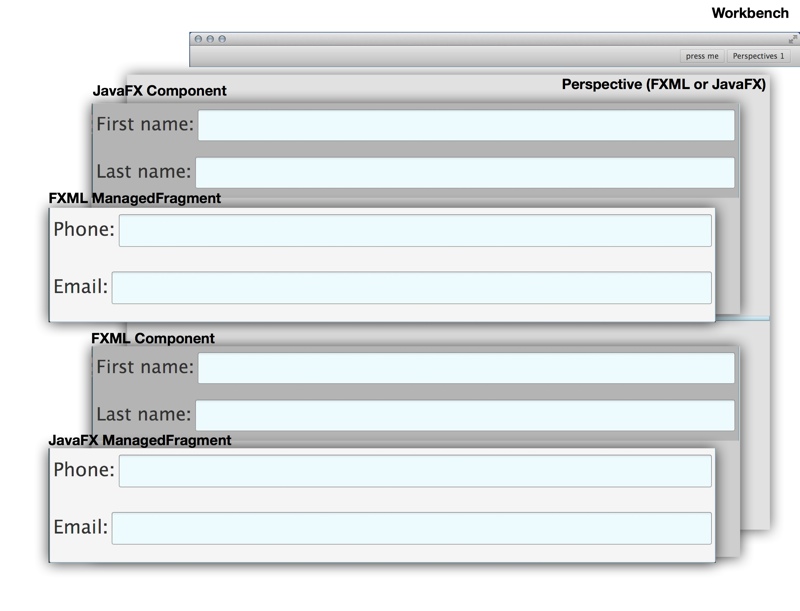 Workbench
press me Perspectives 1
Perspective (FXML or JavaFX)
JavaFX Component
First name:
Last name:
FXML ManagedFragment
Phone:
Email:
FXML Component
First name:
Last name:
JavaFX ManagedFragment
Phone:
Email: